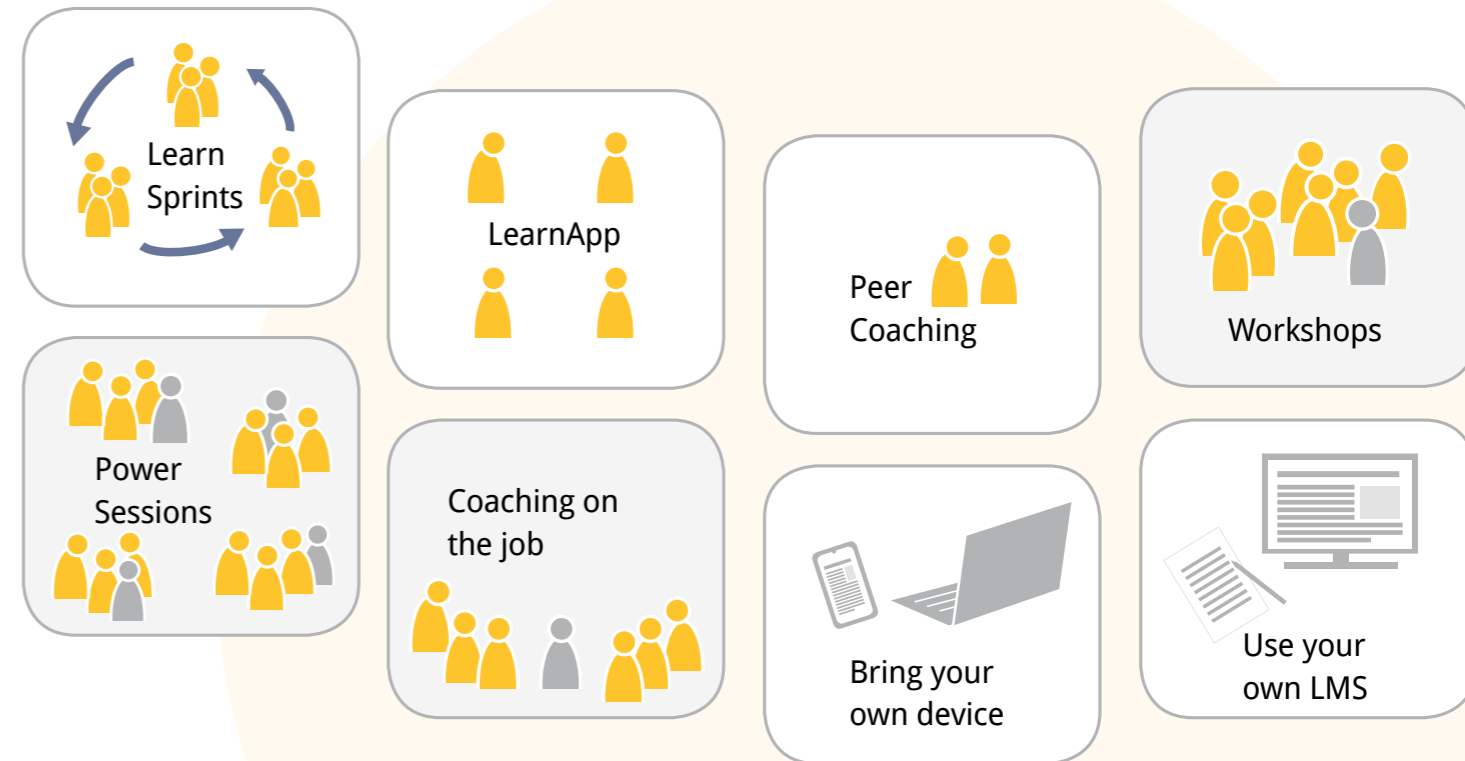 Learn
Sprints
LearnApp
Peer
Coaching
Workshops
Power
Sessions
Coaching on
the job
Bring your
own device
Use your
own LMS